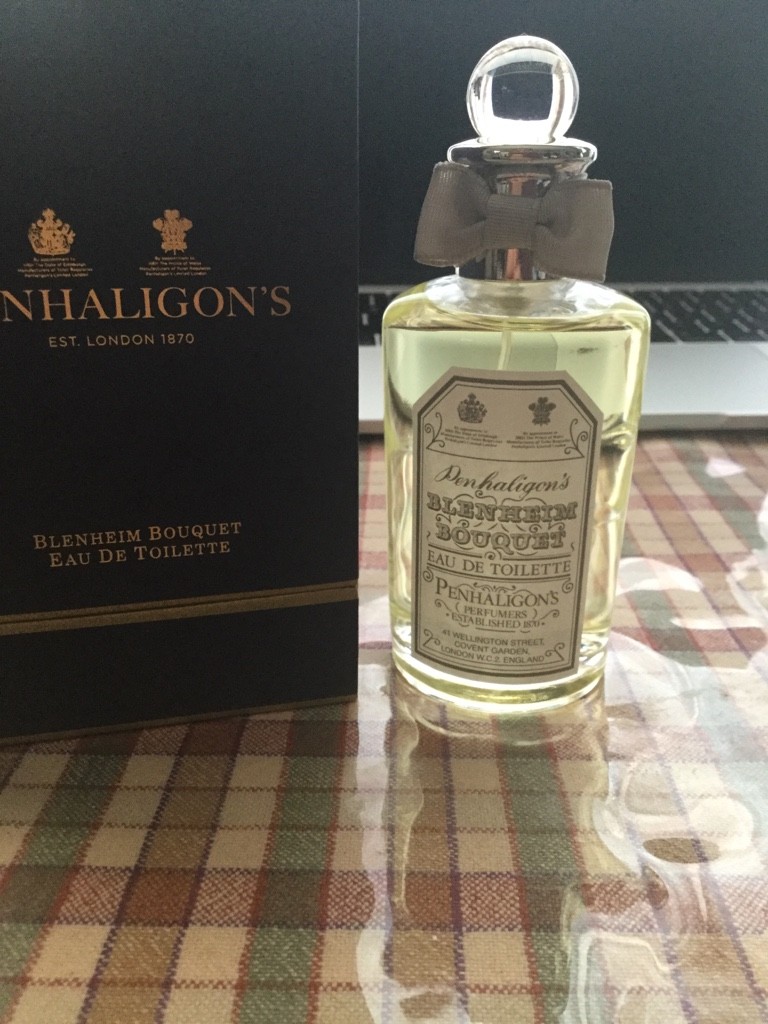 NHALIGON'S
EST. LONDON 1870
BLENHEIM BOUQUET
EAU DE TOILETTE
Penhaligon's
BLENHEIM
BOUQUET
EAU DE TOILETTE
PENHALIGON'S
PERFUMERS
• ESTABLISHED 1870 •
41 WELLINGTON STREET,
COVENT GARDEN,
LONDON W.C.2. ENGLAND